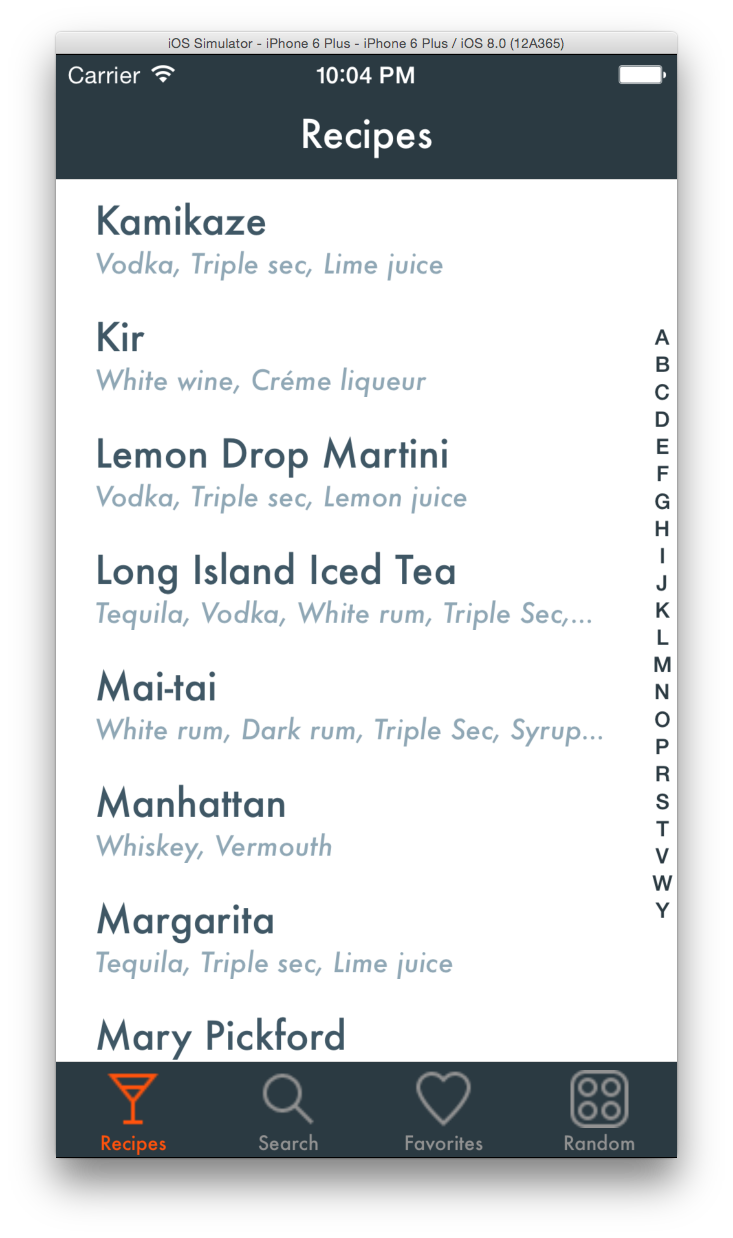 iOS Simulator - iPhone 6 Plus - iPhone 6 Plus / iOS 8.0 (12A365)
Carrier 10:04 PM
Recipes
Kamikaze
Vodka, Triple sec, Lime juice
Kir
White wine, Créme liqueur
Lemon Drop Martini
Vodka, Triple sec, Lemon juice
Long Island Iced Tea
Tequila, Vodka, White rum, Triple Sec,...
Mai-tai
White rum, Dark rum, Triple Sec, Syrup...
Manhattan
Whiskey, Vermouth
Margarita
Tequila, Triple sec, Lime juice
Mary Pickford
A
B
C
D
E
F
G
H
I
J
K
L
M
N
O
P
R
S
T
V
W
Y
Recipes Search Favorites Random